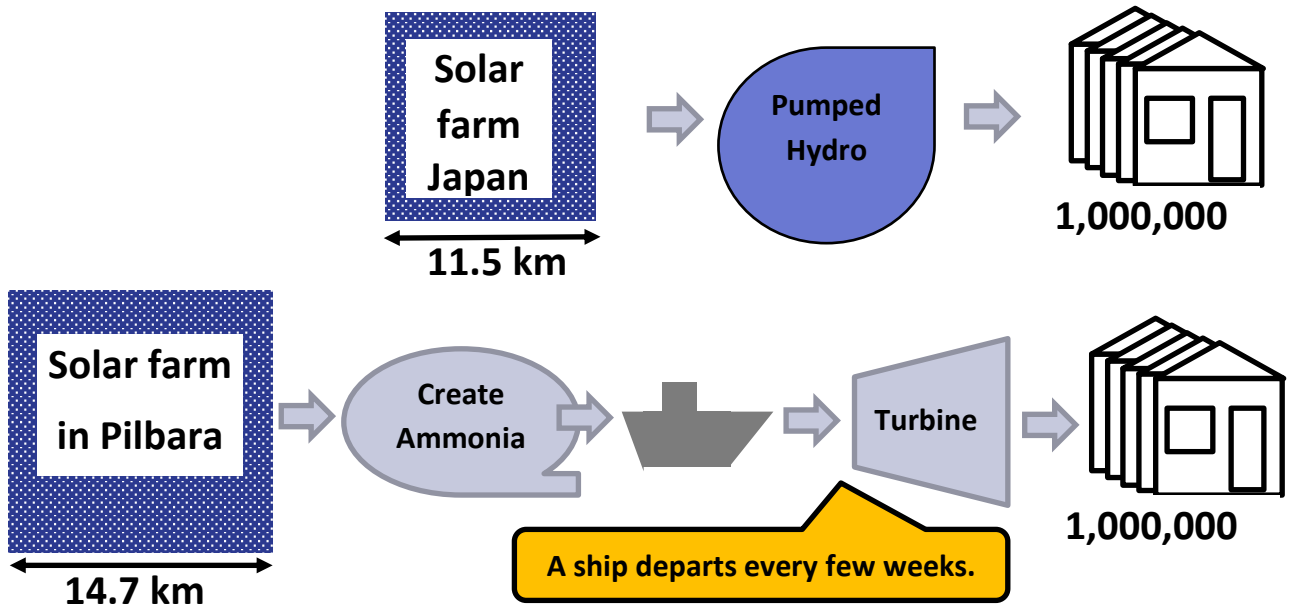 Solar
farm
Japan
Pumped
Hydro
1,000,000
11.5 km
Solar farm
in Pilbara
Create
Ammonia
Turbine
1,000,000
A ship departs every few weeks.
14.7 km